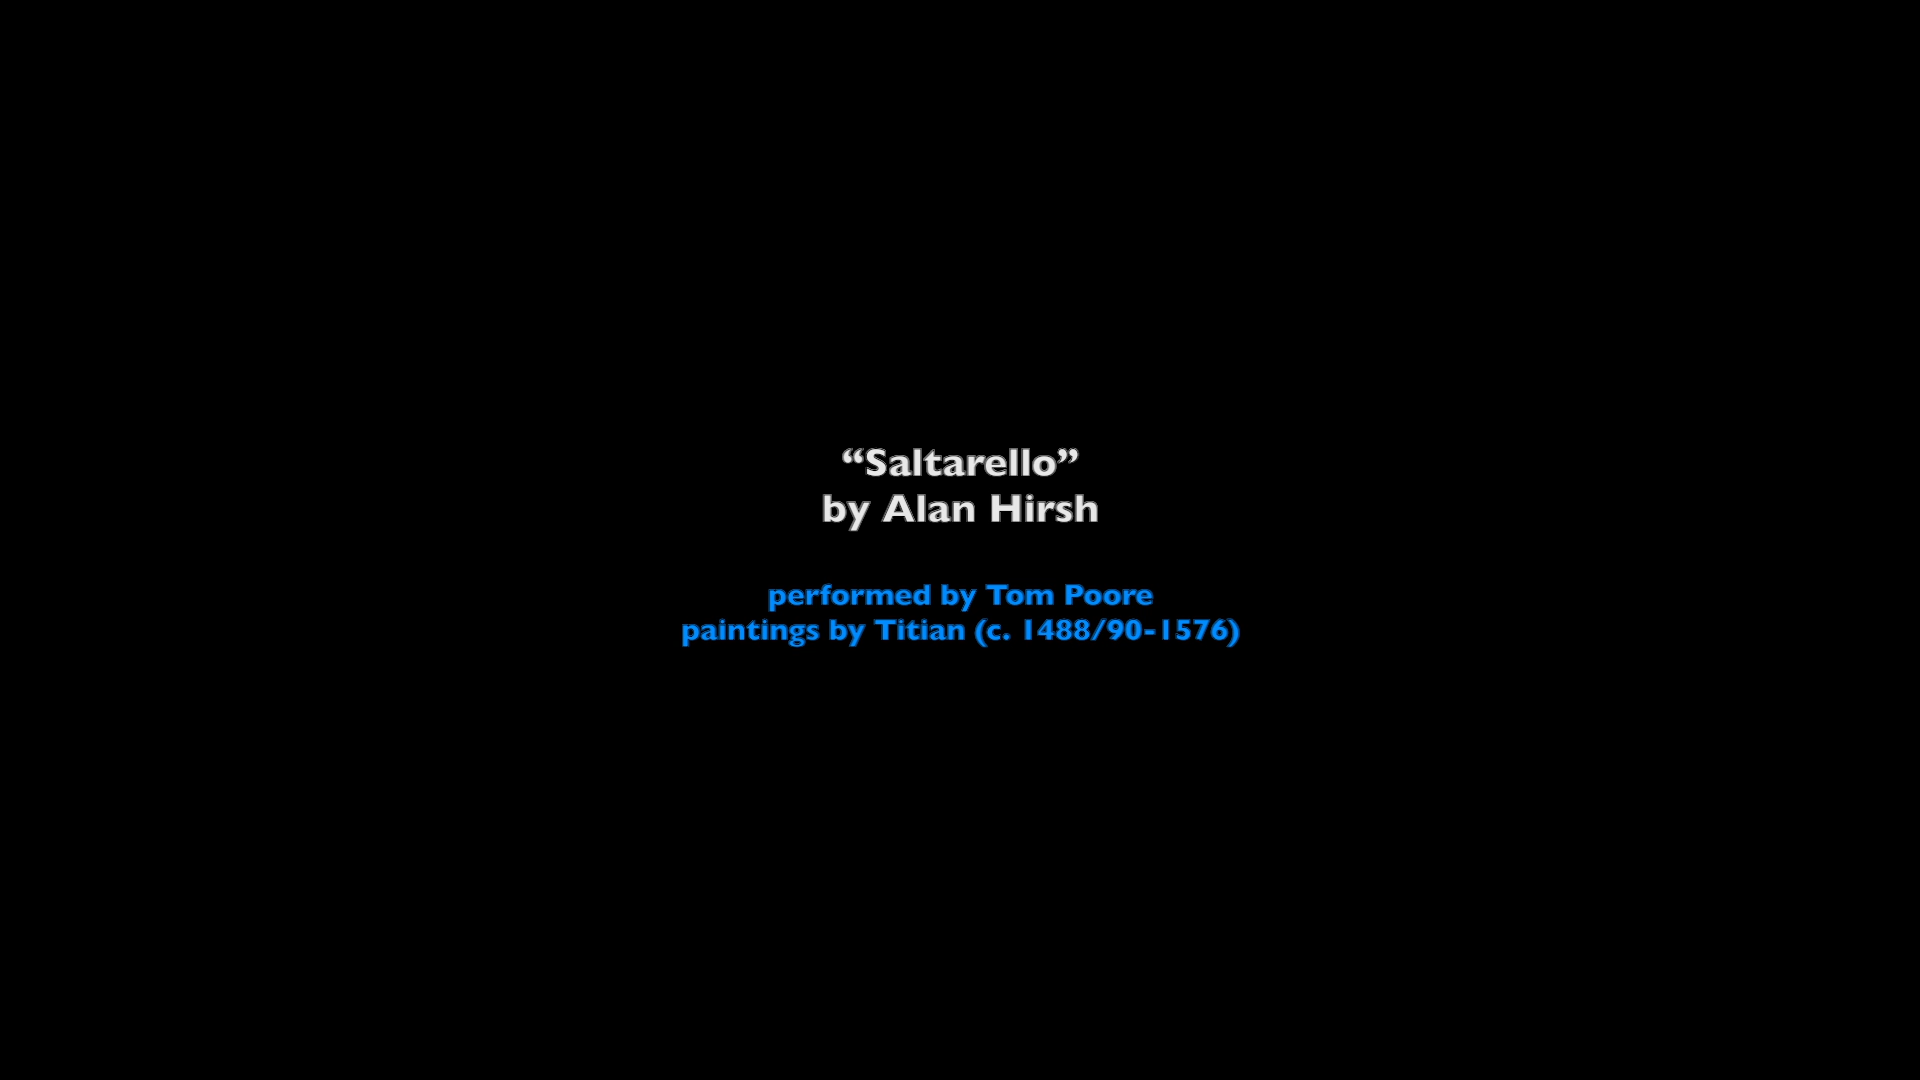 “Saltarello”
by Alan Hirsh
performed by Tom Poore
paintings by Titian (c. 1488/90-1576)